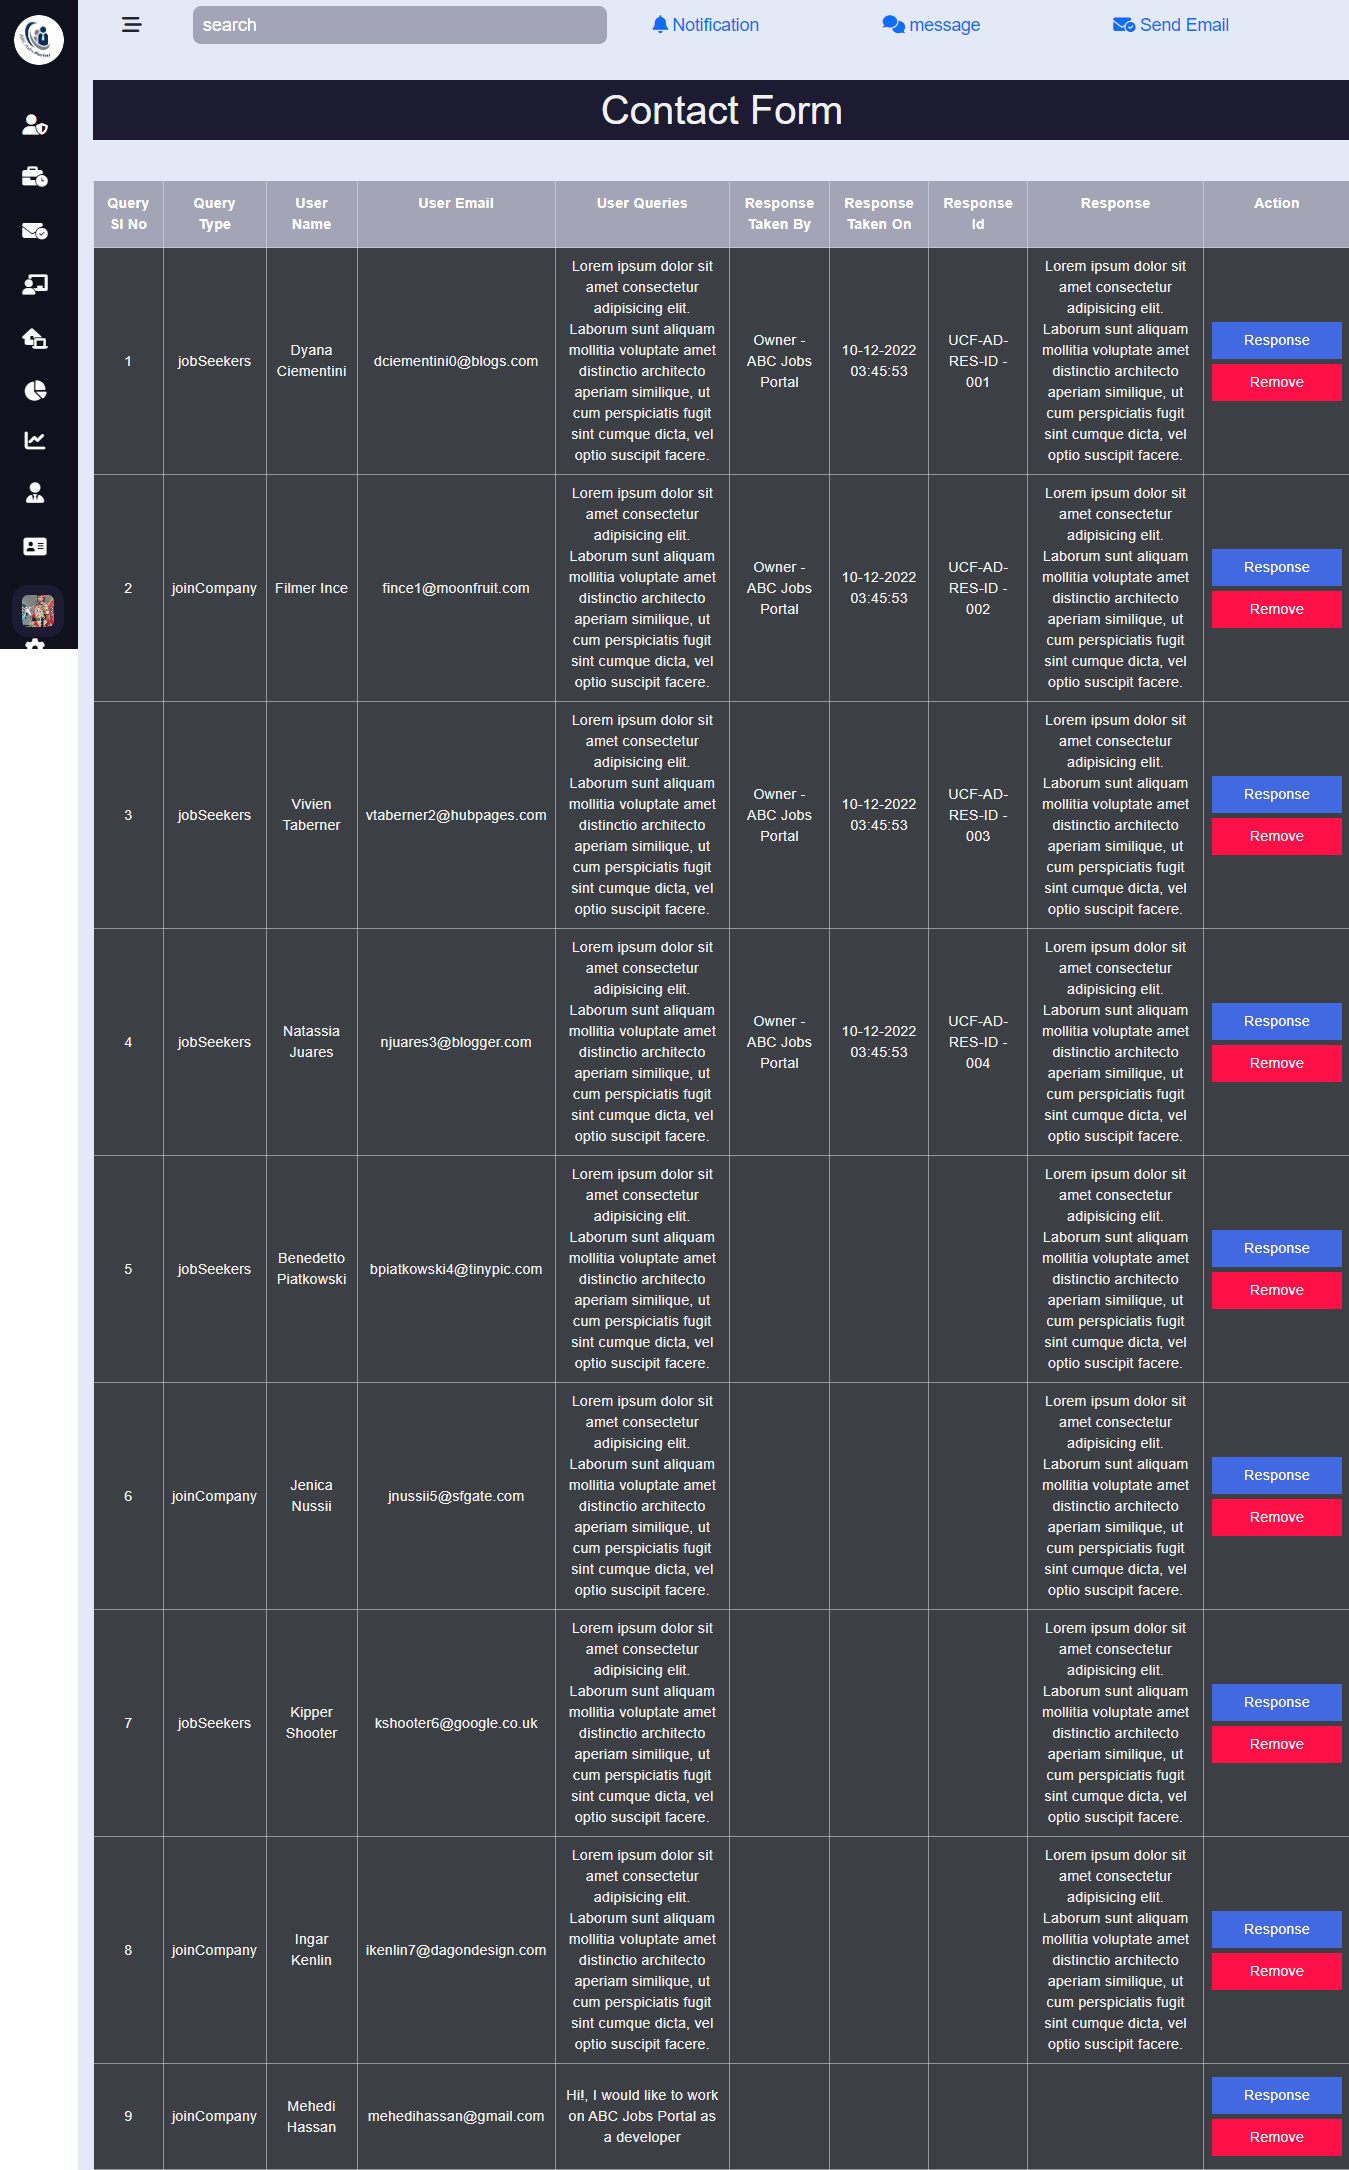 search
Notification
message
Send Email
Contact Form
Query
Sl No
Query
Type
User
Name
User Email
User Queries
Response
Taken By
Response
Taken On
Response
Id
Response
Action
1
jobSeekers
Dyana
Ciementini
dciementini0@blogs.com
Lorem ipsum dolor sit
amet consectetur
adipisicing elit.
Laborum sunt aliquam
mollitia voluptate amet
distinctio architecto
aperiam similique, ut
cum perspiciatis fugit
sint cumque dicta, vel
optio suscipit facere.
Owner -
ABC Jobs
Portal
10-12-2022
03:45:53
UCF-AD-
RES-ID -
001
Lorem ipsum dolor sit
amet consectetur
adipisicing elit.
Laborum sunt aliquam
mollitia voluptate amet
distinctio architecto
aperiam similique, ut
cum perspiciatis fugit
sint cumque dicta, vel
optio suscipit facere.
Response
Remove
2
joinCompany
Filmer Ince
fince1@moonfruit.com
Lorem ipsum dolor sit
amet consectetur
adipisicing elit.
Laborum sunt aliquam
mollitia voluptate amet
distinctio architecto
aperiam similique, ut
cum perspiciatis fugit
sint cumque dicta, vel
optio suscipit facere.
Owner -
ABC Jobs
Portal
10-12-2022
03:45:53
UCF-AD-
RES-ID -
002
Lorem ipsum dolor sit
amet consectetur
adipisicing elit.
Laborum sunt aliquam
mollitia voluptate amet
distinctio architecto
aperiam similique, ut
cum perspiciatis fugit
sint cumque dicta, vel
optio suscipit facere.
Response
Remove
3
jobSeekers
Vivien
Taberner
vtaberner2@hubpages.com
Lorem ipsum dolor sit
amet consectetur
adipisicing elit.
Laborum sunt aliquam
mollitia voluptate amet
distinctio architecto
aperiam similique, ut
cum perspiciatis fugit
sint cumque dicta, vel
optio suscipit facere.
Owner -
ABC Jobs
Portal
10-12-2022
03:45:53
UCF-AD-
RES-ID -
003
Lorem ipsum dolor sit
amet consectetur
adipisicing elit.
Laborum sunt aliquam
mollitia voluptate amet
distinctio architecto
aperiam similique, ut
cum perspiciatis fugit
sint cumque dicta, vel
optio suscipit facere.
Response
Remove
4
jobSeekers
Natassia
Juares
njuares3@blogger.com
Lorem ipsum dolor sit
amet consectetur
adipisicing elit.
Laborum sunt aliquam
mollitia voluptate amet
distinctio architecto
aperiam similique, ut
cum perspiciatis fugit
sint cumque dicta, vel
optio suscipit facere.
Owner -
ABC Jobs
Portal
10-12-2022
03:45:53
UCF-AD-
RES-ID -
004
Lorem ipsum dolor sit
amet consectetur
adipisicing elit.
Laborum sunt aliquam
mollitia voluptate amet
distinctio architecto
aperiam similique, ut
cum perspiciatis fugit
sint cumque dicta, vel
optio suscipit facere.
Response
Remove
5
jobSeekers
Benedetto
Piatkowski
bpiatkowski4@tinypic.com
Lorem ipsum dolor sit
amet consectetur
adipisicing elit.
Laborum sunt aliquam
mollitia voluptate amet
distinctio architecto
aperiam similique, ut
cum perspiciatis fugit
sint cumque dicta, vel
optio suscipit facere.
Lorem ipsum dolor sit
amet consectetur
adipisicing elit.
Laborum sunt aliquam
mollitia voluptate amet
distinctio architecto
aperiam similique, ut
cum perspiciatis fugit
sint cumque dicta, vel
optio suscipit facere.
Response
Remove
6
joinCompany
Jenica
Nussii
jnussii5@sfgate.com
Lorem ipsum dolor sit
amet consectetur
adipisicing elit.
Laborum sunt aliquam
mollitia voluptate amet
distinctio architecto
aperiam similique, ut
cum perspiciatis fugit
sint cumque dicta, vel
optio suscipit facere.
Lorem ipsum dolor sit
amet consectetur
adipisicing elit.
Laborum sunt aliquam
mollitia voluptate amet
distinctio architecto
aperiam similique, ut
cum perspiciatis fugit
sint cumque dicta, vel
optio suscipit facere.
Response
Remove
7
jobSeekers
Kipper
Shooter
kshooter6@google.co.uk
Lorem ipsum dolor sit
amet consectetur
adipisicing elit.
Laborum sunt aliquam
mollitia voluptate amet
distinctio architecto
aperiam similique, ut
cum perspiciatis fugit
sint cumque dicta, vel
optio suscipit facere.
Lorem ipsum dolor sit
amet consectetur
adipisicing elit.
Laborum sunt aliquam
mollitia voluptate amet
distinctio architecto
aperiam similique, ut
cum perspiciatis fugit
sint cumque dicta, vel
optio suscipit facere.
Response
Remove
8
joinCompany
Ingar
Kenlin
ikenlin7@dagondesign.com
Lorem ipsum dolor sit
amet consectetur
adipisicing elit.
Laborum sunt aliquam
mollitia voluptate amet
distinctio architecto
aperiam similique, ut
cum perspiciatis fugit
sint cumque dicta, vel
optio suscipit facere.
Lorem ipsum dolor sit
amet consectetur
adipisicing elit.
Laborum sunt aliquam
mollitia voluptate amet
distinctio architecto
aperiam similique, ut
cum perspiciatis fugit
sint cumque dicta, vel
optio suscipit facere.
Response
Remove
9
joinCompany
Mehedi
Hassan
mehedihassan@gmail.com
Hi!, I would like to work
on ABC Jobs Portal as
a developer
Response
Remove